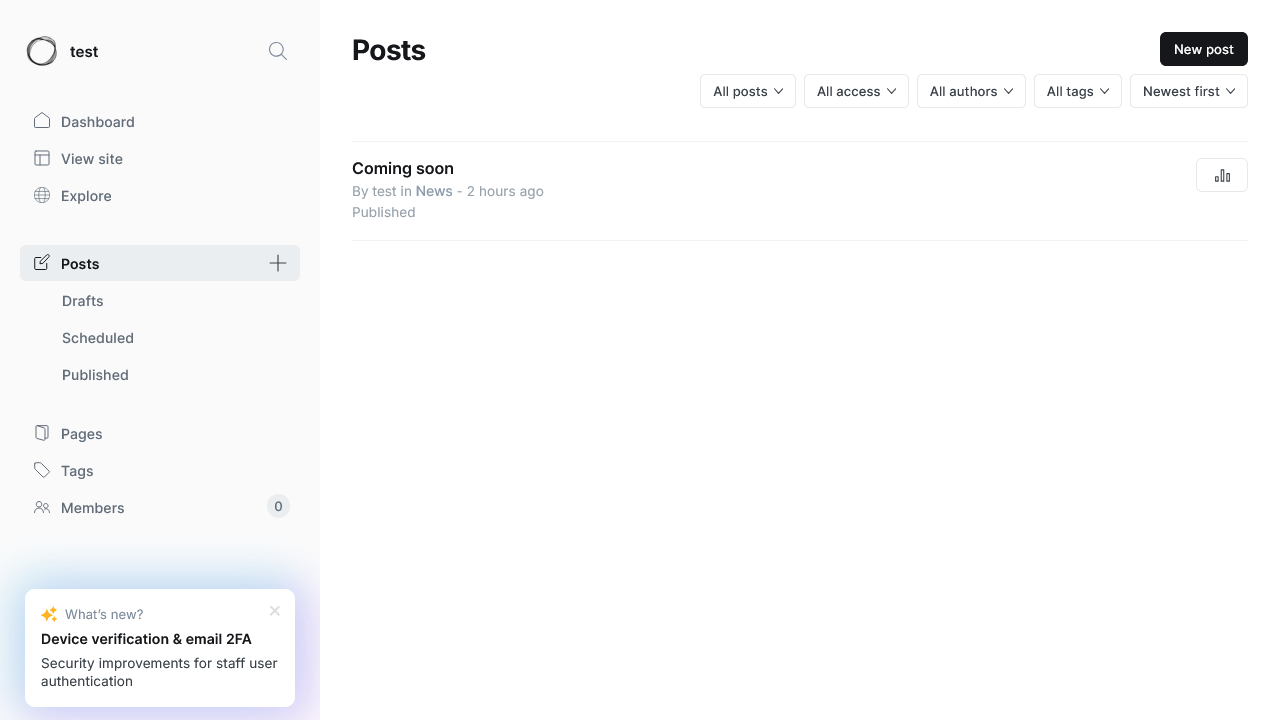 test
Dashboard
View site
Explore
Posts
Drafts
Scheduled
Published
Pages
Tags
Members 0
What's new?
Device verification & email 2FA
Security improvements for staff user
authentication
Posts
New post
All posts All access All authors All tags Newest first
Coming soon
By test in News - 2 hours ago
Published